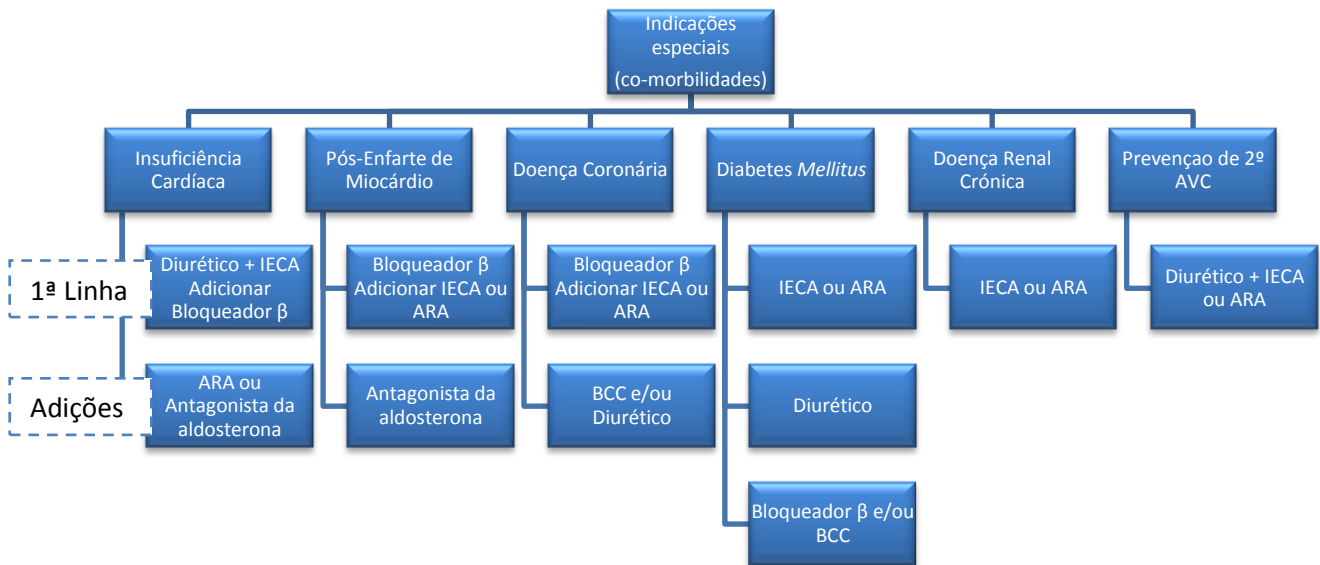 Indicações
especiais
(co-morbilidades)
Insuficiência
Cardíaca
Pós-Enfarte de
Miocárdio
Doença Coronária
Diabetes Mellitus
Doença Renal
Crónica
Prevençao de 2º
AVC
1ª Linha
Diurético + IECA
Adicionar
Bloqueador β
Bloqueador β
Adicionar IECA ou
ARA
Bloqueador β
Adicionar IECA ou
ARA
IECA ou ARA
IECA ou ARA
Diurético + IECA
ou ARA
Adições
ARA ou
Antagonista da
aldosterona
Antagonista da
aldosterona
BCC e/ou
Diurético
Diurético
Bloqueador β e/ou
BCC